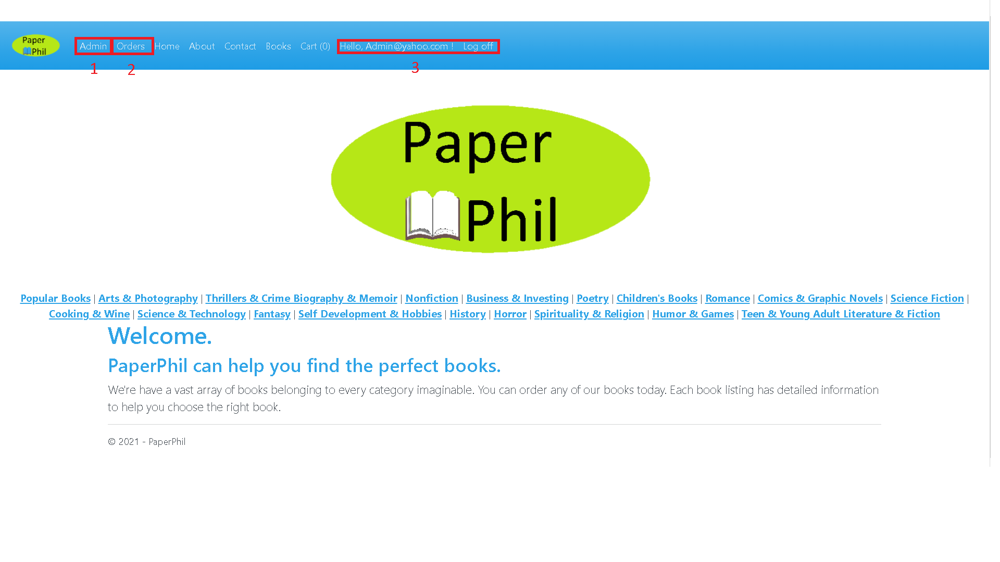 Paper
Phil
Admin Orders Home About Contact Books Cart (0) Hello, Admin@yahoo.com ! Log off
1 2 3
Paper
Phil
Popular Books | Arts & Photography | Thrillers & Crime Biography & Memoir | Nonfiction | Business & Investing | Poetry | Children's Books | Romance | Comics & Graphic Novels | Science Fiction |
Cooking & Wine | Science & Technology | Fantasy | Self Development & Hobbies | History | Horror | Spirituality & Religion | Humor & Games | Teen & Young Adult Literature & Fiction
Welcome.
PaperPhil can help you find the perfect books.
We're have a vast array of books belonging to every category imaginable. You can order any of our books today. Each book listing has detailed information
to help you choose the right book.
© 2021 - PaperPhil